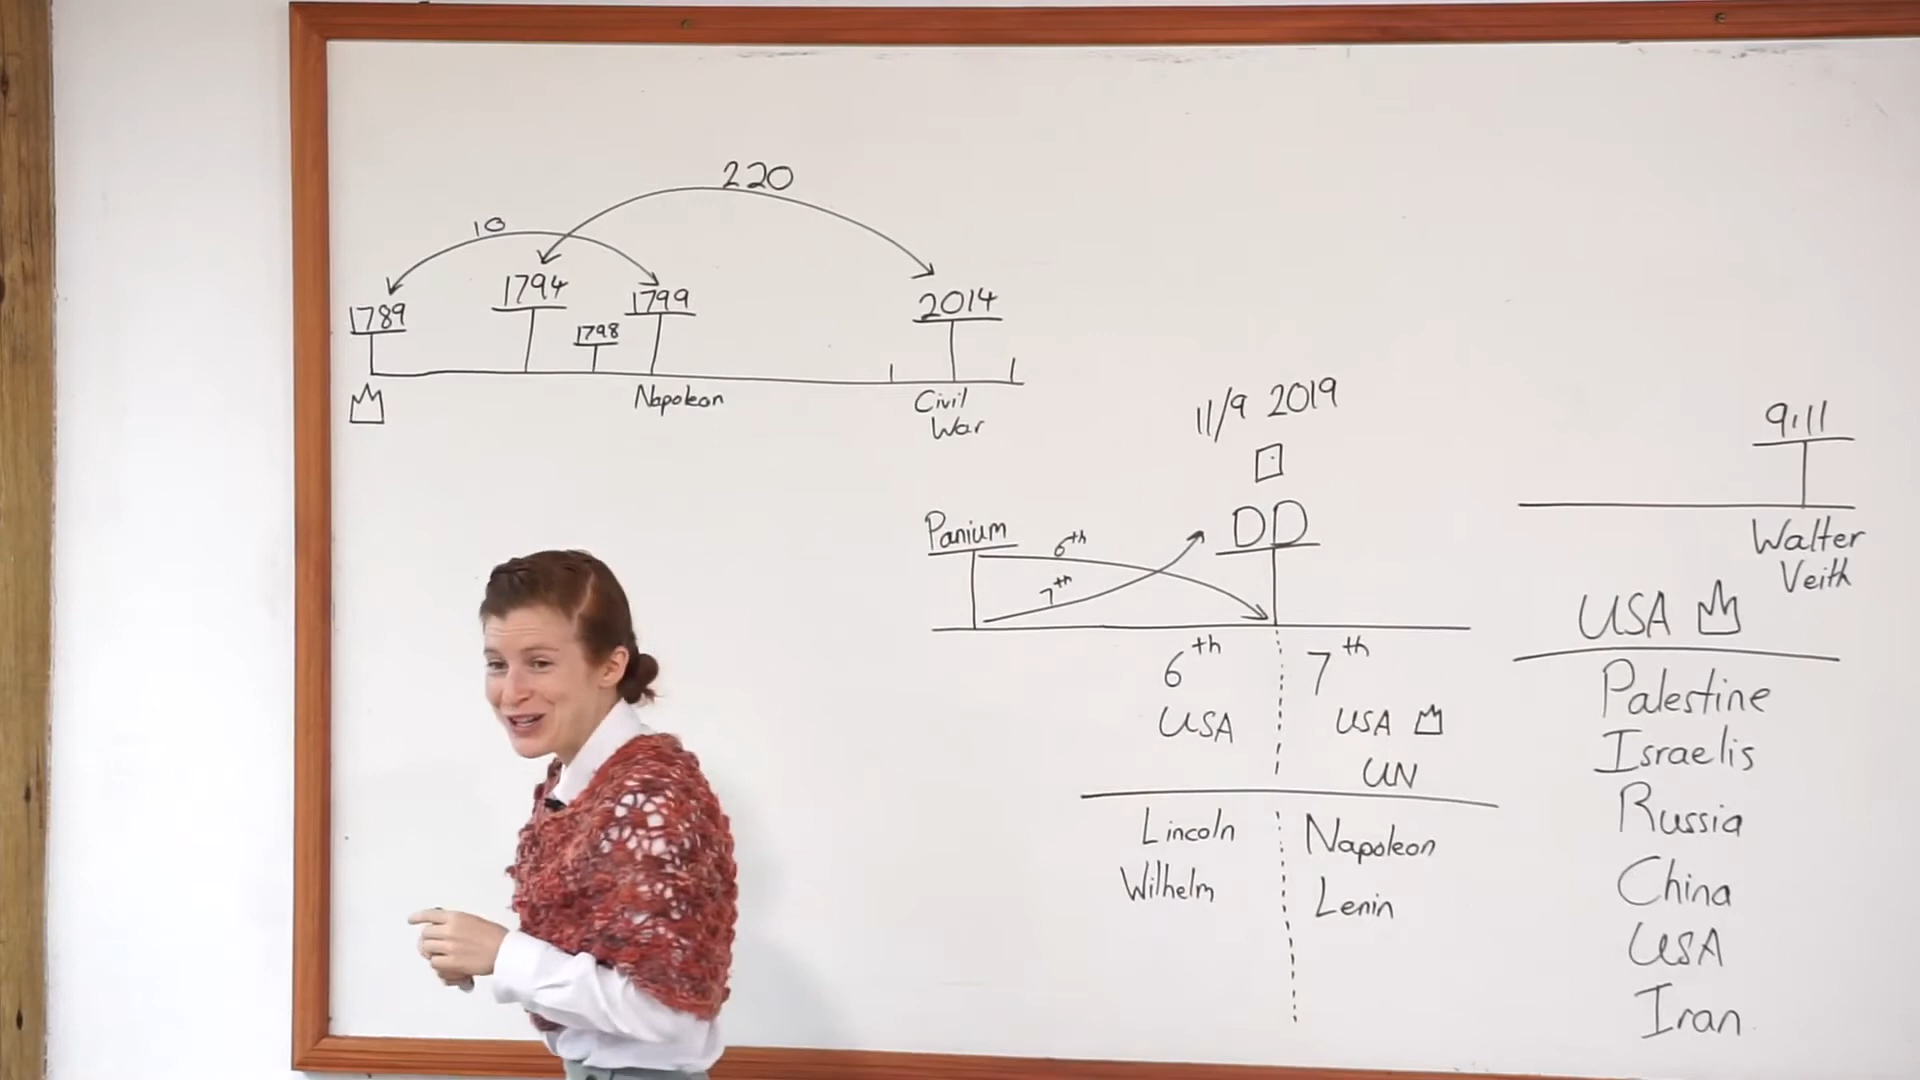 220
10
1789
1794
1798
1799
2014
Napoleon
Civil
War
11/9 2019
DD
Panium
6th
7th
6th
7th
USA
USA
UN
Lincoln
Napoleon
Wilhelm
Lenin
9.11
Walter
Veith
USA
Palestine
Israelis
Russia
China
USA
Iran